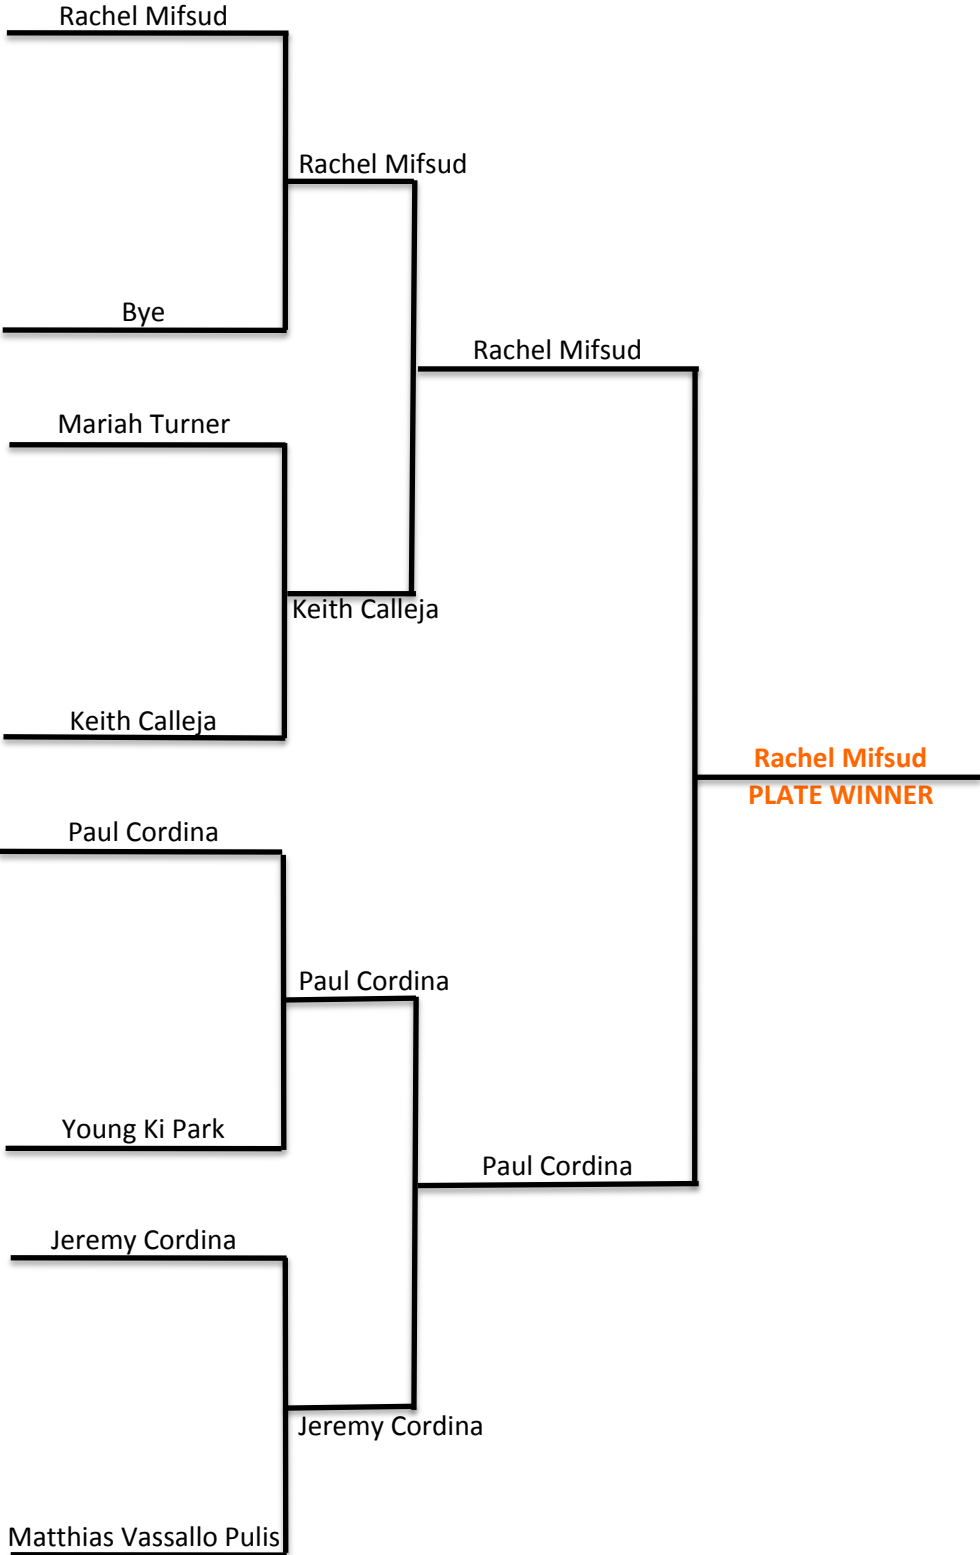 Rachel Mifsud
Rachel Mifsud
Bye
Rachel Mifsud
Mariah Turner
Keith Calleja
Keith Calleja
Rachel Mifsud
PLATE WINNER
Paul Cordina
Paul Cordina
Young Ki Park
Paul Cordina
Jeremy Cordina
Jeremy Cordina
Matthias Vassallo Pulis